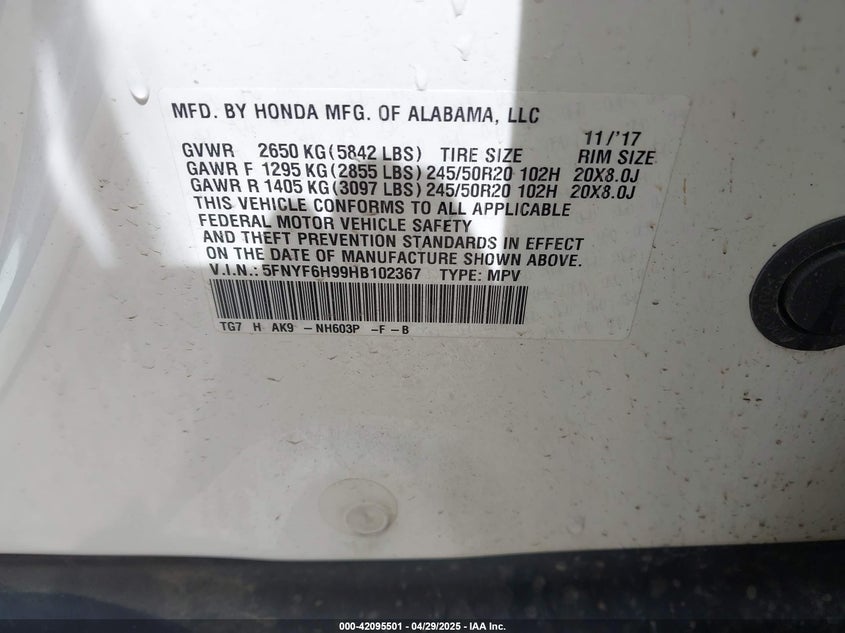 MFD. BY HONDA MFG. OF ALABAMA, LLC
11/'17
GVWR 2650 KG(5842 LBS) TIRE SIZE RIM SIZE
GAWR F 1295 KG(2855 LBS)245/50R20 102H 20X8.0J
GAWR R 1405 KG(3097 LBS)245/50R20 102H 20X8.0J
THIS VEHICLE CONFORMS TO ALL APPLICABLE
FEDERAL MOTOR VEHICLE SAFETY
AND THEFT PREVENTION STANDARDS IN EFFECT
ON THE DATE OF MANUFACTURE SHOWN ABOVE.
V.I.N.: 5FNYF6H99HB102367 TYPE: MPV
TG7 H AK9 -NH603P -F-B
000-42095501 - 04/29/2025 - IAA Inc.